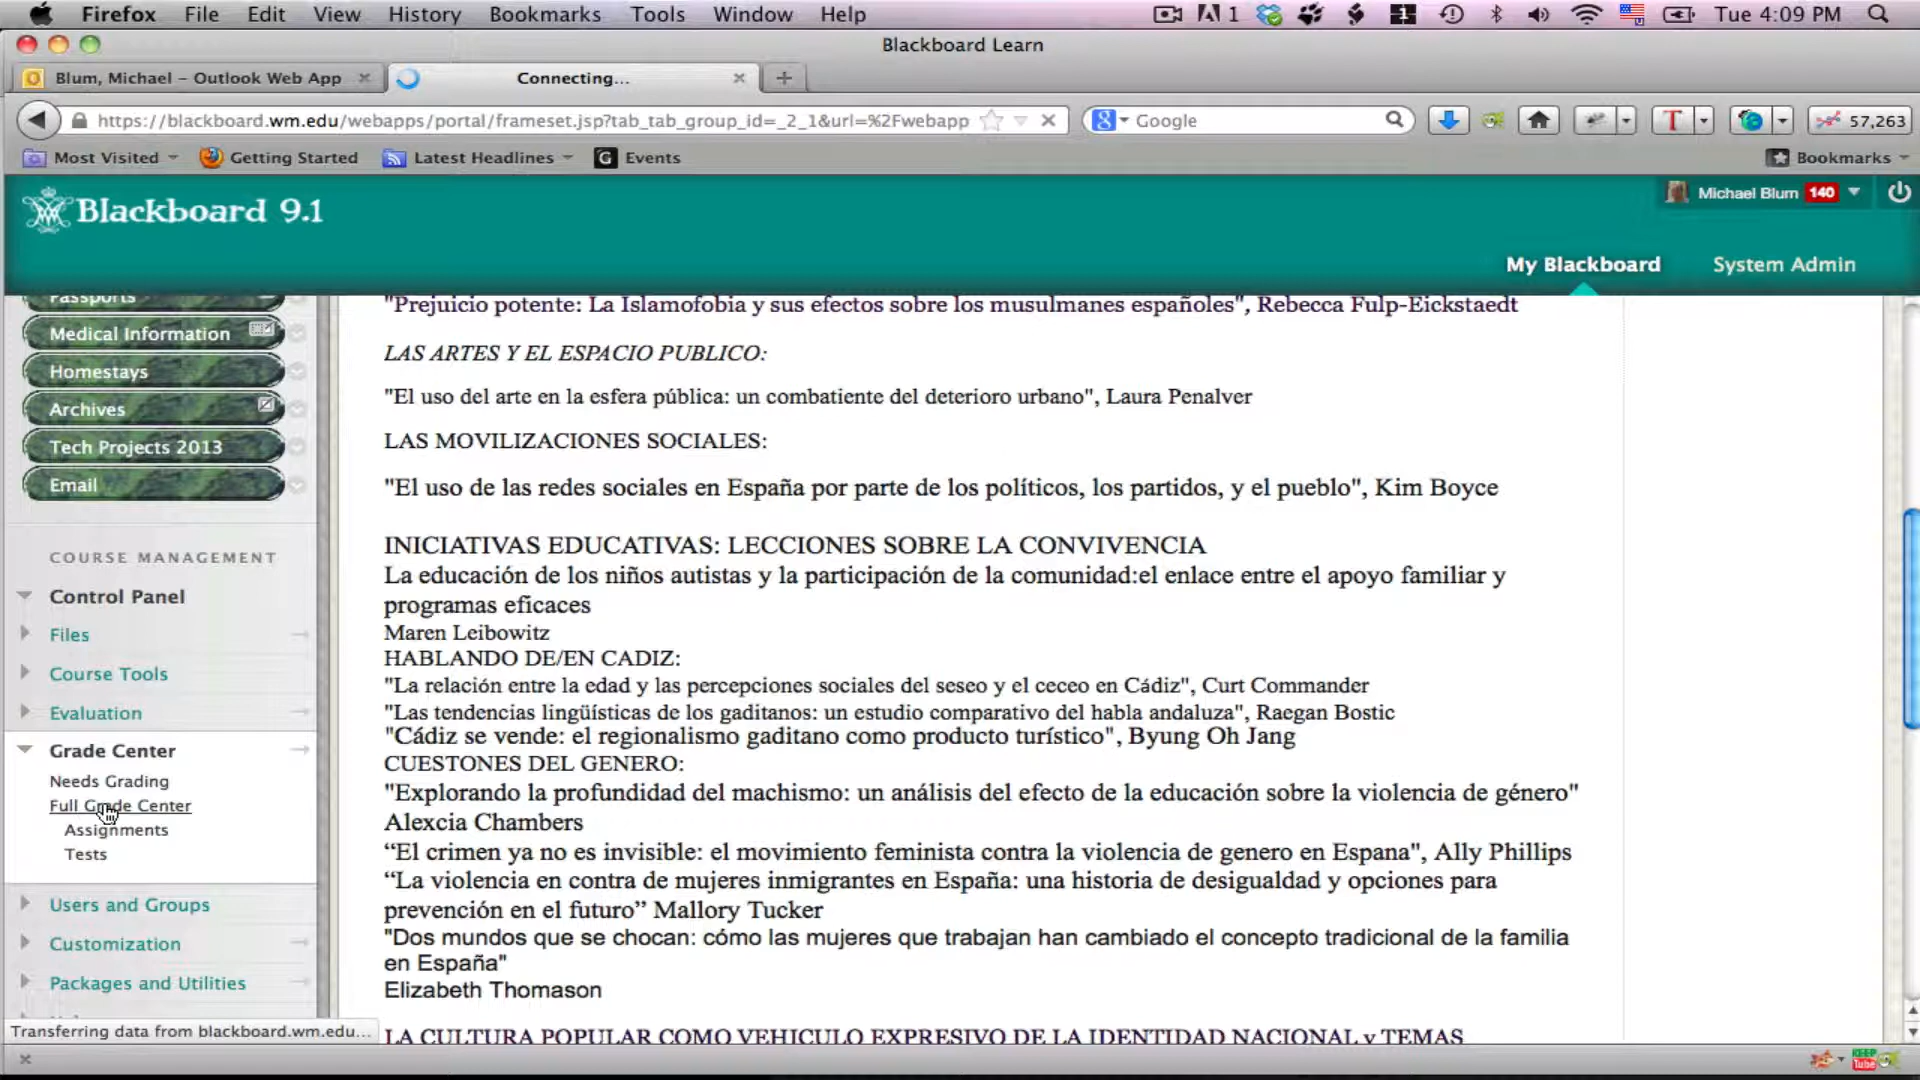 Firefox File Edit View History Bookmarks Tools Window Help 1 1 Tue 4:09 PM
Blackboard Learn
Blum, Michael – Outlook Web App
Connecting...
https://blackboard.wm.edu/webapps/portal/frameset.jsp?tab_tab_group_id=_2_1&url=%2Fwebapp
Google
57,263
Most Visited Getting Started Latest Headlines Events Bookmarks
Blackboard 9.1
Michael Blum 140
My Blackboard System Admin
Passports
Medical Information
Homestays
Archives
Tech Projects 2013
Email
COURSE MANAGEMENT
Control Panel
Files
Course Tools
Evaluation
Grade Center
Needs Grading
Full Grade Center
Assignments
Tests
Users and Groups
Customization
Packages and Utilities
Transferring data from blackboard.wm.edu...
"Prejuicio potente: La Islamofobia y sus efectos sobre los musulmanes españoles", Rebecca Fulp-Eickstaedt
LAS ARTES Y EL ESPACIO PUBLICO:
"El uso del arte en la esfera pública: un combatiente del deterioro urbano", Laura Penalver
LAS MOVILIZACIONES SOCIALES:
"El uso de las redes sociales en España por parte de los políticos, los partidos, y el pueblo", Kim Boyce
INICIATIVAS EDUCATIVAS: LECCIONES SOBRE LA CONVIVENCIA
La educación de los niños autistas y la participación de la comunidad:el enlace entre el apoyo familiar y
programas eficaces
Maren Leibowitz
HABLANDO DE/EN CADIZ:
"La relación entre la edad y las percepciones sociales del seseo y el ceceo en Cádiz", Curt Commander
"Las tendencias lingüísticas de los gaditanos: un estudio comparativo del habla andaluza", Raegan Bostic
"Cádiz se vende: el regionalismo gaditano como producto turístico", Byung Oh Jang
CUESTONES DEL GENERO:
"Explorando la profundidad del machismo: un análisis del efecto de la educación sobre la violencia de género"
Alexcia Chambers
“El crimen ya no es invisible: el movimiento feminista contra la violencia de genero en Espana", Ally Phillips
“La violencia en contra de mujeres inmigrantes en España: una historia de desigualdad y opciones para
prevención en el futuro” Mallory Tucker
"Dos mundos que se chocan: cómo las mujeres que trabajan han cambiado el concepto tradicional de la familia
en España"
Elizabeth Thomason
LA CULTURA POPULAR COMO VEHICULO EXPRESIVO DE LA IDENTIDAD NACIONAL y TEMAS